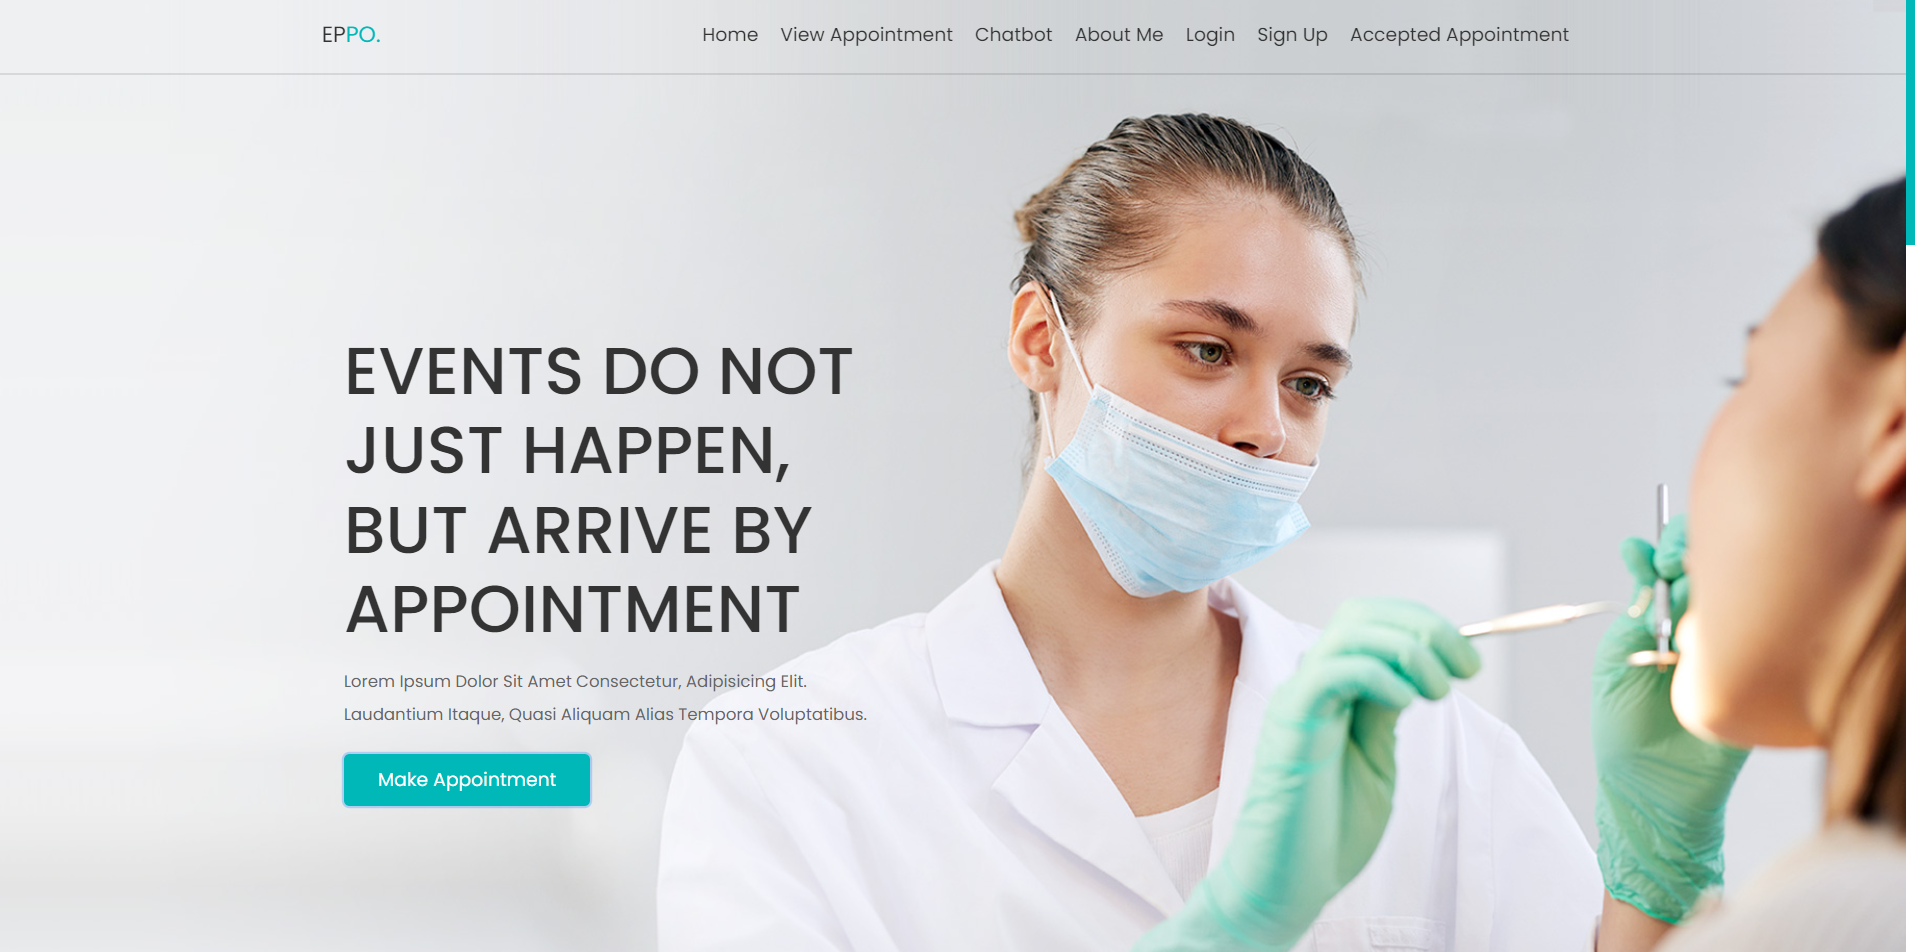 EPPO.
Home View Appointment Chatbot About Me Login Sign Up Accepted Appointment
EVENTS DO NOT
JUST HAPPEN,
BUT ARRIVE BY
APPOINTMENT
Lorem Ipsum Dolor Sit Amet Consectetur, Adipisicing Elit.
Laudantium Itaque, Quasi Aliquam Alias Tempora Voluptatibus.
Make Appointment